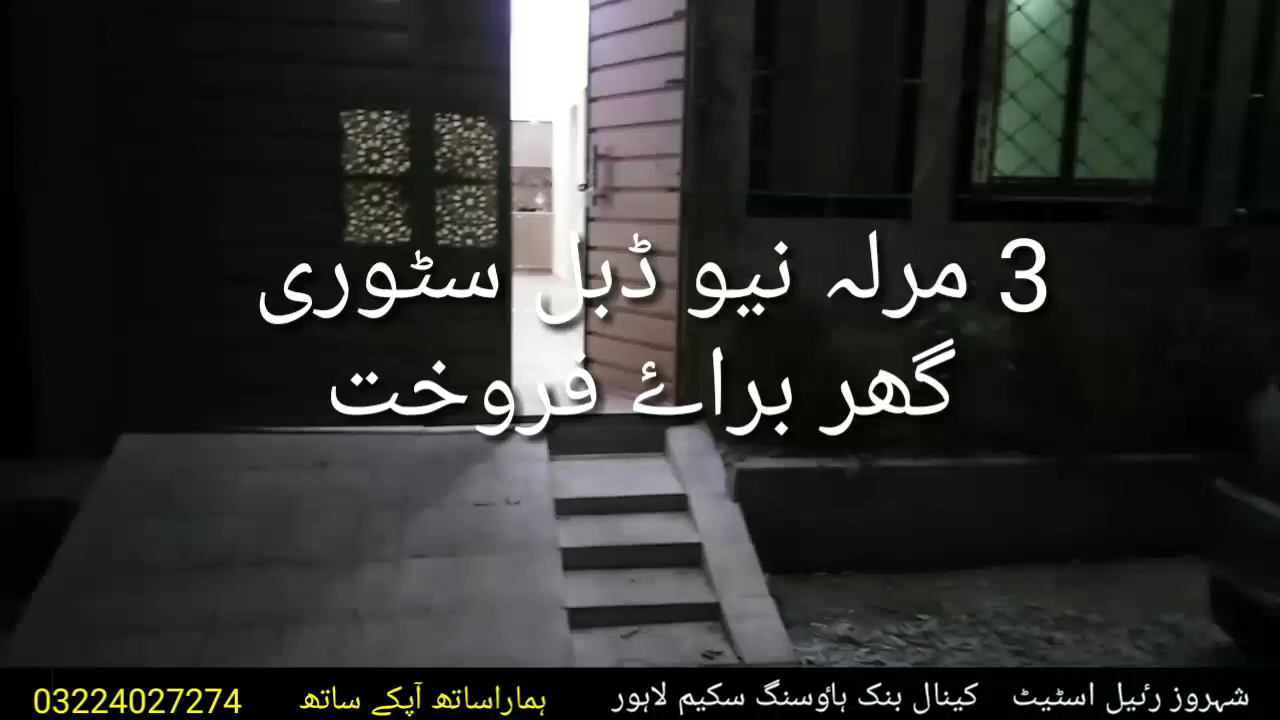 3 مرلہ نیو ڈبل سٹوری
گھر برائے فروخت
شہروز رئیل اسٹیٹ کینال بنک ہاؤسنگ سکیم لاہور ہماراساتھ آپکے ساتھ 03224027274